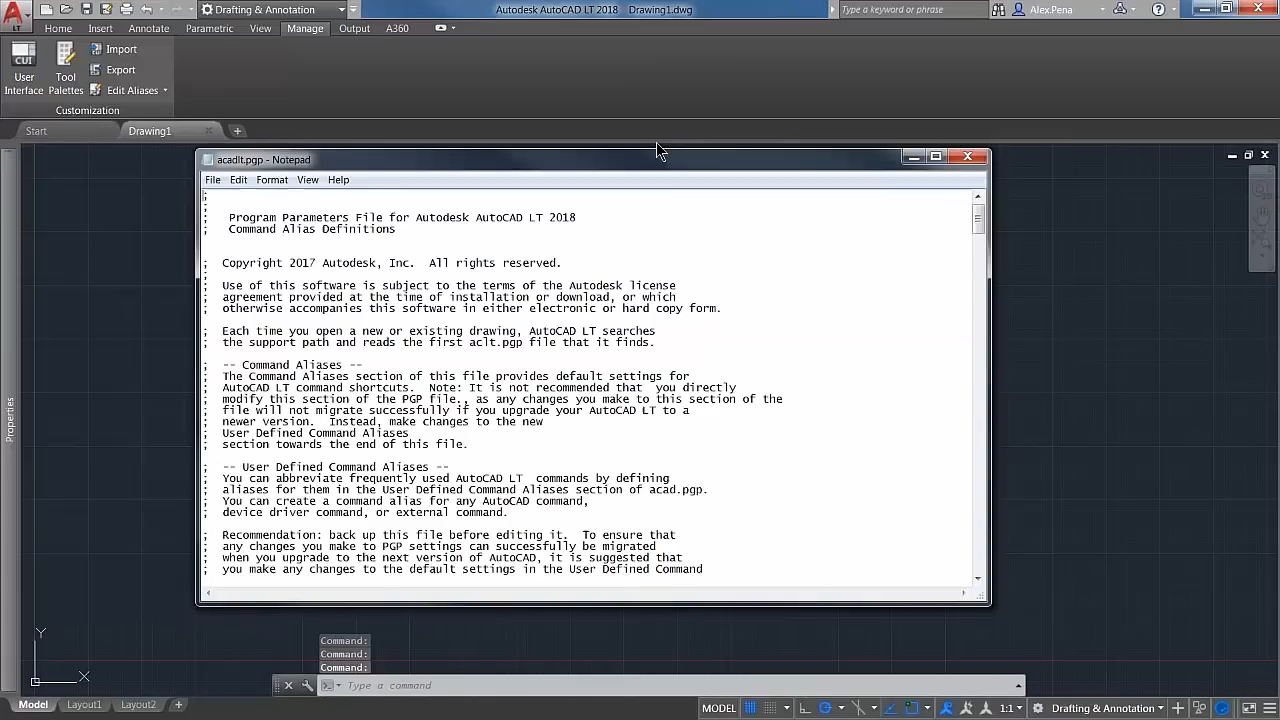 Drafting & Annotation
Autodesk AutoCAD LT 2018 Drawing1.dwg
Type a keyword or phrase
Alex.Pena
LT
Home Insert Annotate Parametric View Manage Output A360
CUI
User Interface
Tool Palettes
Import
Export
Edit Aliases
Customization
Start
Drawing1
acadlt.pgp - Notepad
File Edit Format View Help
;
;
; Program Parameters File for Autodesk AutoCAD LT 2018
; Command Alias Definitions
; Copyright 2017 Autodesk, Inc. All rights reserved.
;
; Use of this software is subject to the terms of the Autodesk license
; agreement provided at the time of installation or download, or which
; otherwise accompanies this software in either electronic or hard copy form.
; Each time you open a new or existing drawing, AutoCAD LT searches
; the support path and reads the first aclt.pgp file that it finds.
; -- Command Aliases --
; The Command Aliases section of this file provides default settings for
; AutoCAD LT command shortcuts. Note: It is not recommended that you directly
; modify this section of the PGP file., as any changes you make to this section of the
; file will not migrate successfully if you upgrade your AutoCAD LT to a
; newer version. Instead, make changes to the new
; User Defined Command Aliases
; section towards the end of this file.
; -- User Defined Command Aliases --
; You can abbreviate frequently used AutoCAD LT commands by defining
; aliases for them in the User Defined Command Aliases section of acad.pgp.
; You can create a command alias for any AutoCAD command,
; device driver command, or external command.
; Recommendation: back up this file before editing it. To ensure that
; any changes you make to PGP settings can successfully be migrated
; when you upgrade to the next version of AutoCAD, it is suggested that
; you make any changes to the default settings in the User Defined Command
Properties
Y
X
Command:
Command:
Command:
Type a command
Model Layout1 Layout2
MODEL
1:1
Drafting & Annotation